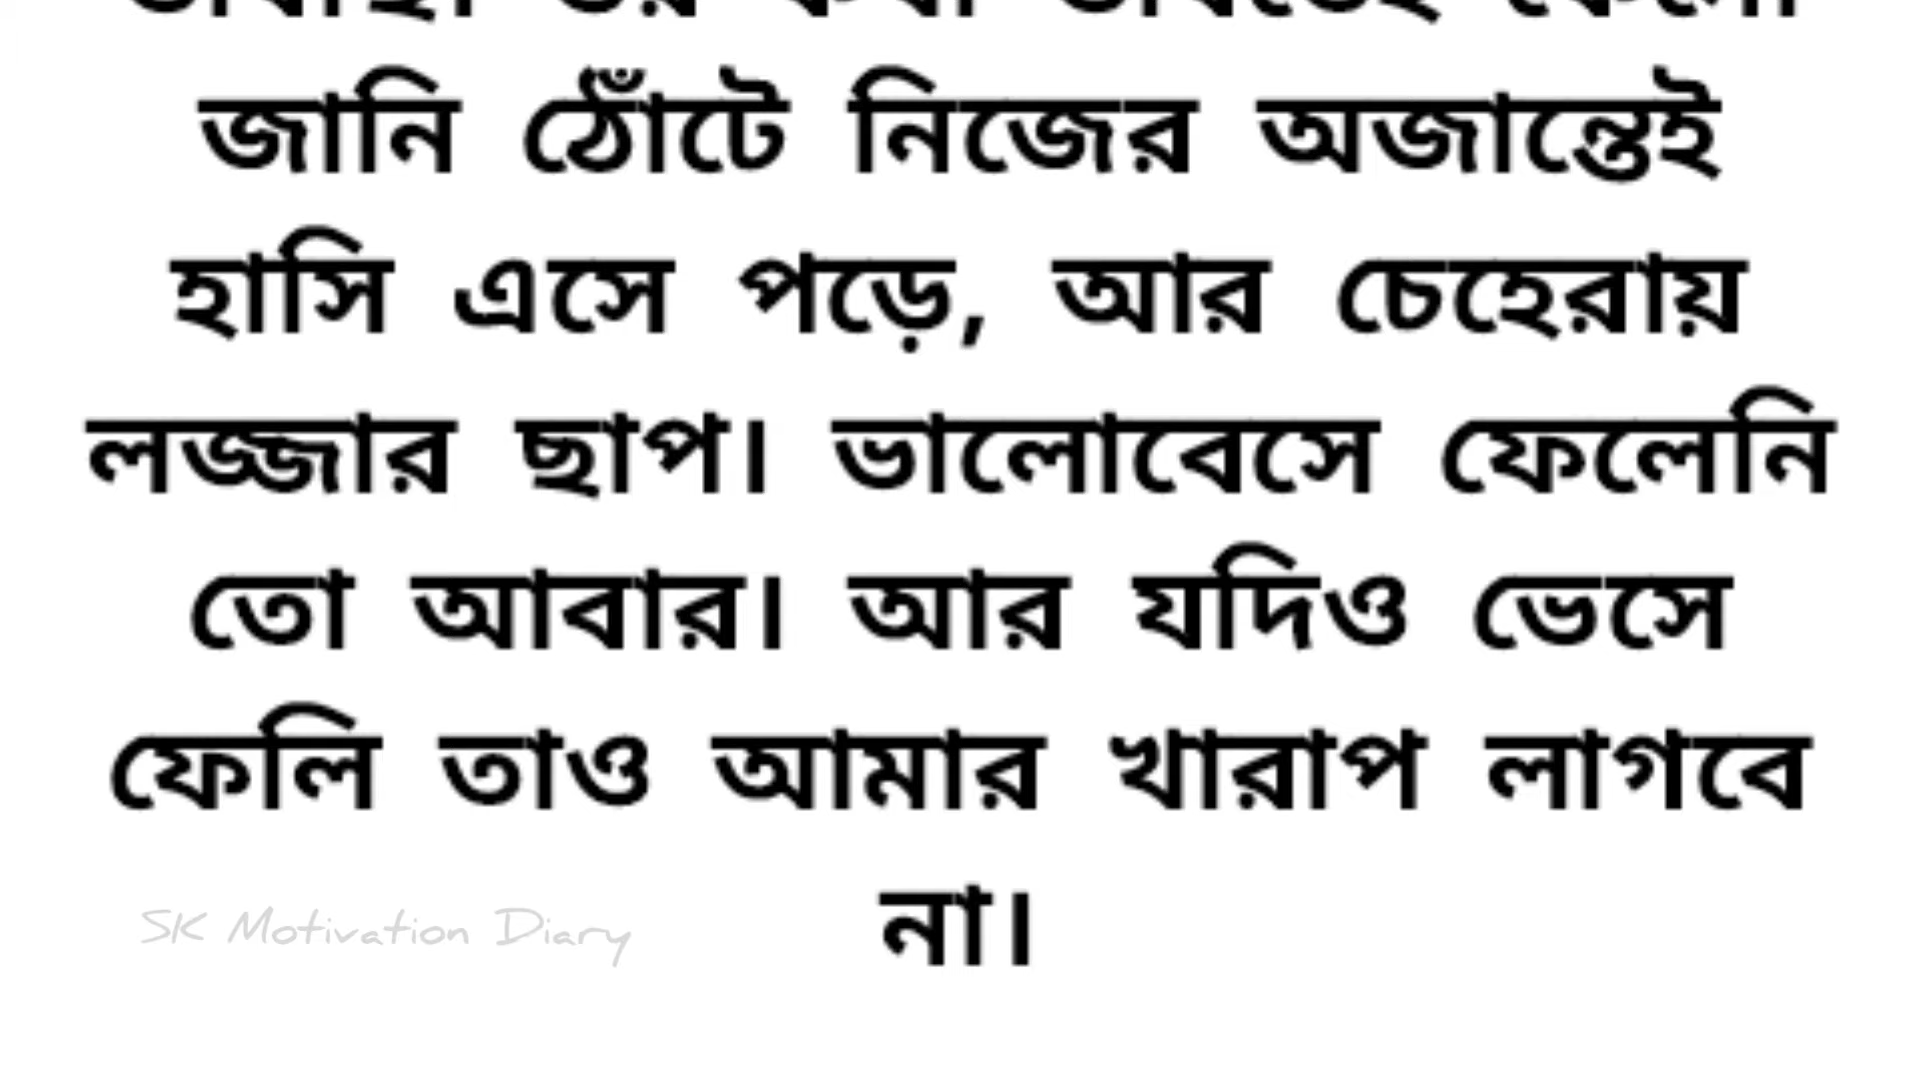 জানি ঠোঁটে নিজের অজান্তেই
হাসি এসে পড়ে, আর চেহেরায়
লজ্জার ছাপ। ভালোবেসে ফেলেনি
তো আবার। আর যদিও ভেসে
ফেলি তাও আমার খারাপ লাগবে
না।
SK Motivation Diary